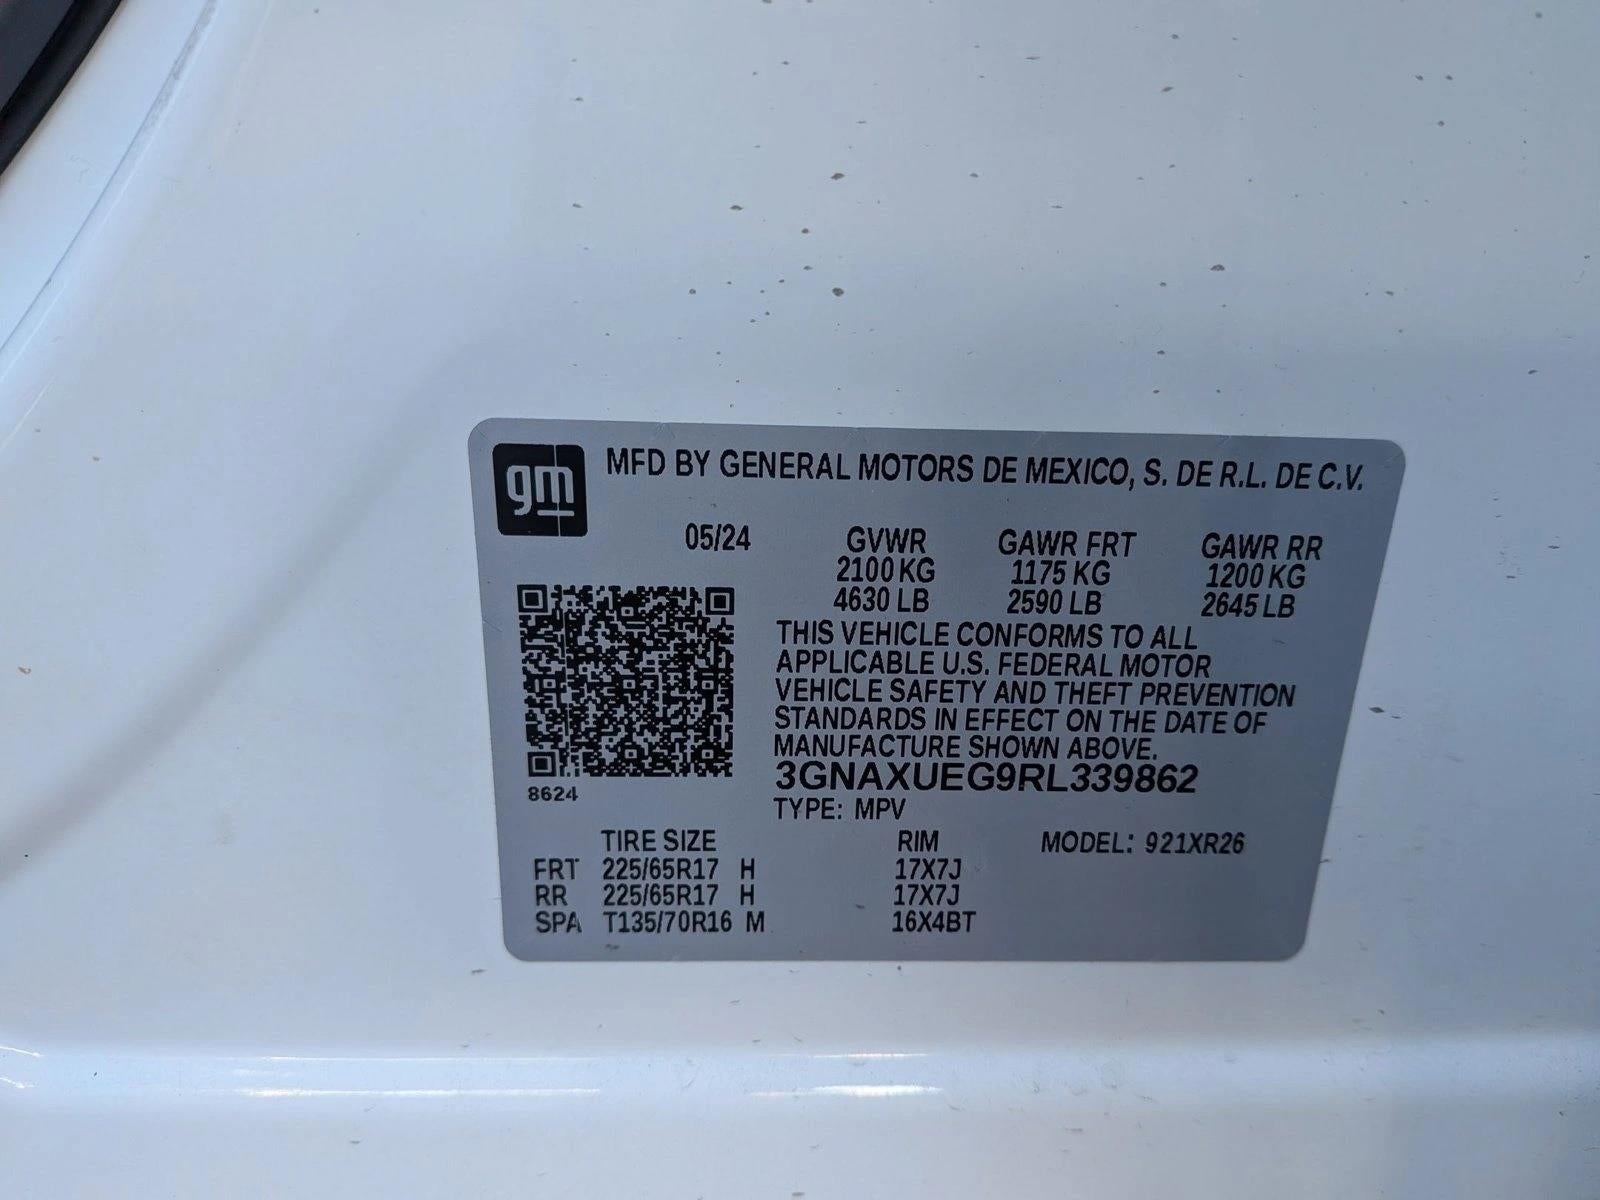 gm
MFD BY GENERAL MOTORS DE MEXICO, S. DE R.L. DE C.V.
05/24 GVWR GAWR FRT GAWR RR
2100 KG 1175 KG 1200 KG
4630 LB 2590 LB 2645 LB
THIS VEHICLE CONFORMS TO ALL
APPLICABLE U.S. FEDERAL MOTOR
VEHICLE SAFETY AND THEFT PREVENTION
STANDARDS IN EFFECT ON THE DATE OF
MANUFACTURE SHOWN ABOVE.
3GNAXUEG9RL339862
8624
TYPE: MPV
TIRE SIZE RIM MODEL: 921XR26
FRT 225/65R17 H 17X7J
RR 225/65R17 H 17X7J
SPA T135/70R16 M 16X4BT